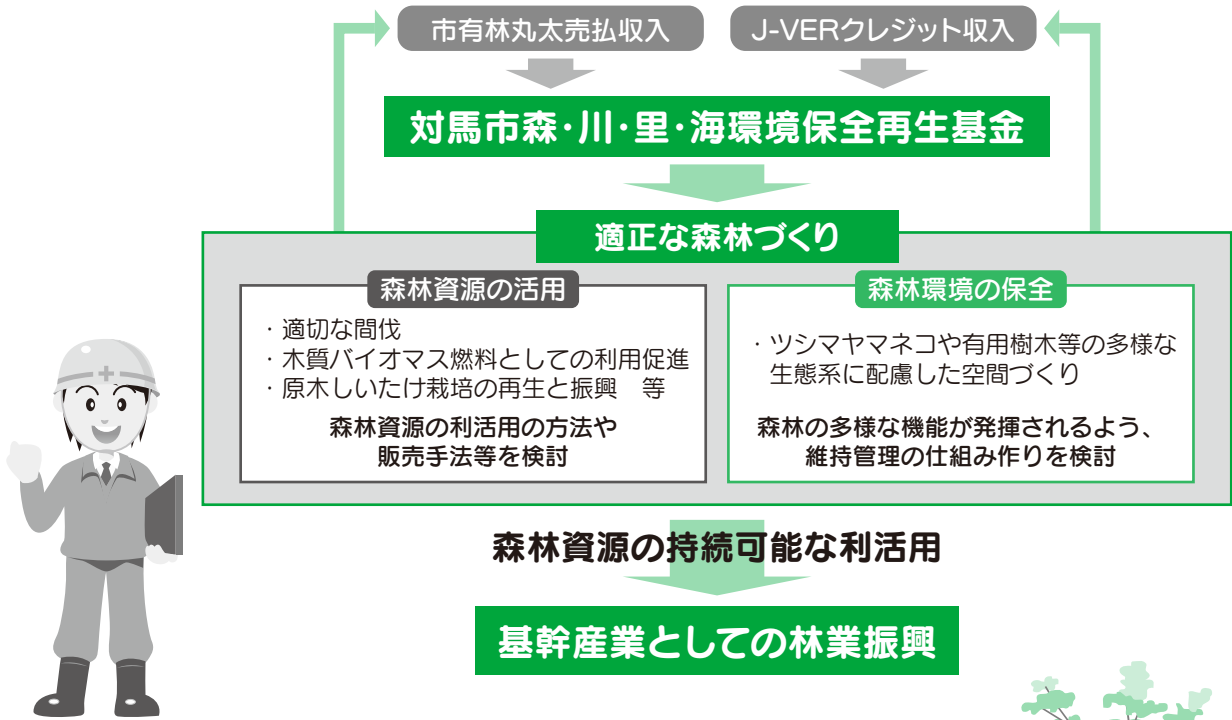 市有林丸太売払収入
J-VERクレジット収入
対馬市森・川・里・海環境保全再生基金
適正な森林づくり
森林資源の活用
・適切な間伐
・木質バイオマス燃料としての利用促進
・原木しいたけ栽培の再生と振興　等
森林資源の利活用の方法や
販売手法等を検討
森林環境の保全
・ツシマヤマネコや有用樹木等の多様な
生態系に配慮した空間づくり
森林の多様な機能が発揮されるよう、
維持管理の仕組み作りを検討
森林資源の持続可能な利活用
基幹産業としての林業振興